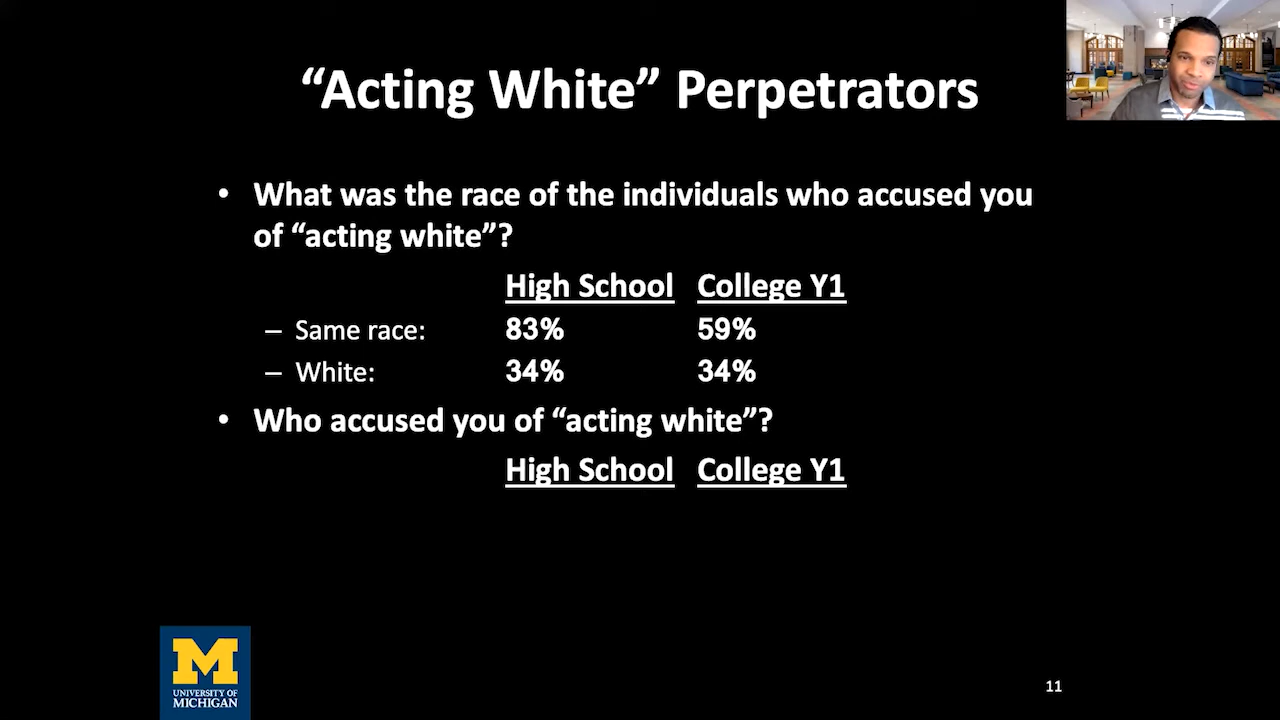 “Acting White” Perpetrators
• What was the race of the individuals who accused you
of “acting white”?
High School College Y1
– Same race: 83% 59%
– White: 34% 34%
• Who accused you of “acting white”?
High School College Y1
M
UNIVERSITY OF
MICHIGAN
11